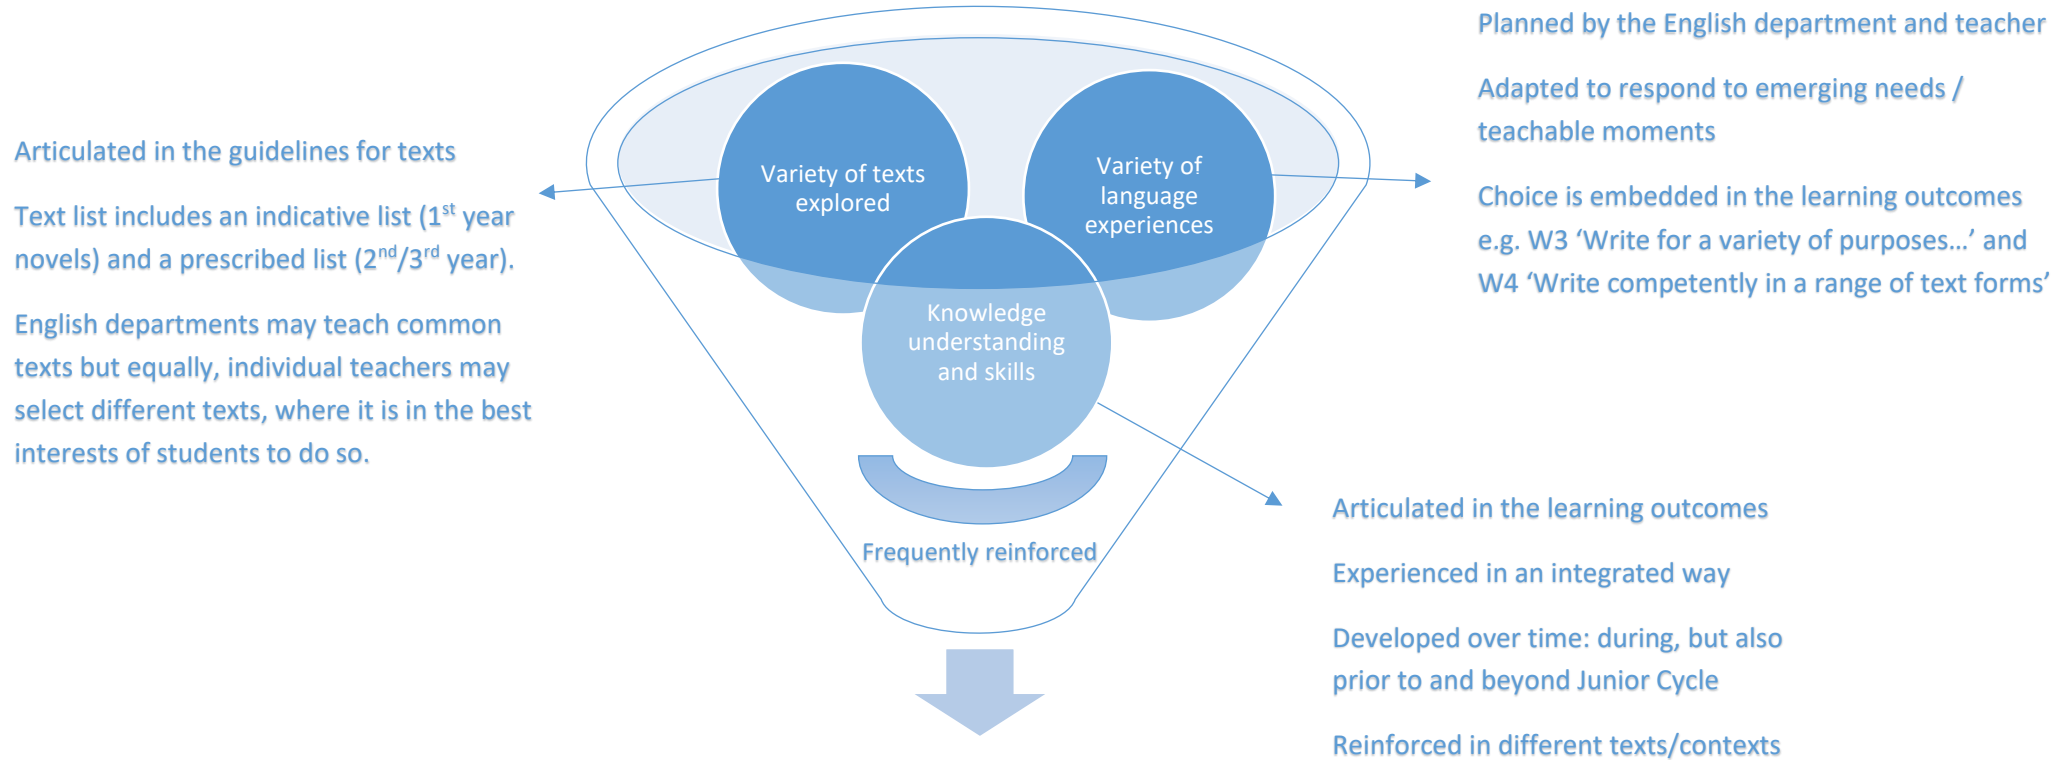 Articulated in the guidelines for texts
Text list includes an indicative list (1st year
novels) and a prescribed list (2nd/3rd year).
English departments may teach common
texts but equally, individual teachers may
select different texts, where it is in the best
interests of students to do so.
Variety of texts
explored
Variety of
language
experiences
Knowledge
understanding
and skills
Frequently reinforced
Planned by the English department and teacher
Adapted to respond to emerging needs /
teachable moments
Choice is embedded in the learning outcomes
e.g. W3 ‘Write for a variety of purposes…’ and
W4 ‘Write competently in a range of text forms’
Articulated in the learning outcomes
Experienced in an integrated way
Developed over time: during, but also
prior to and beyond Junior Cycle
Reinforced in different texts/contexts